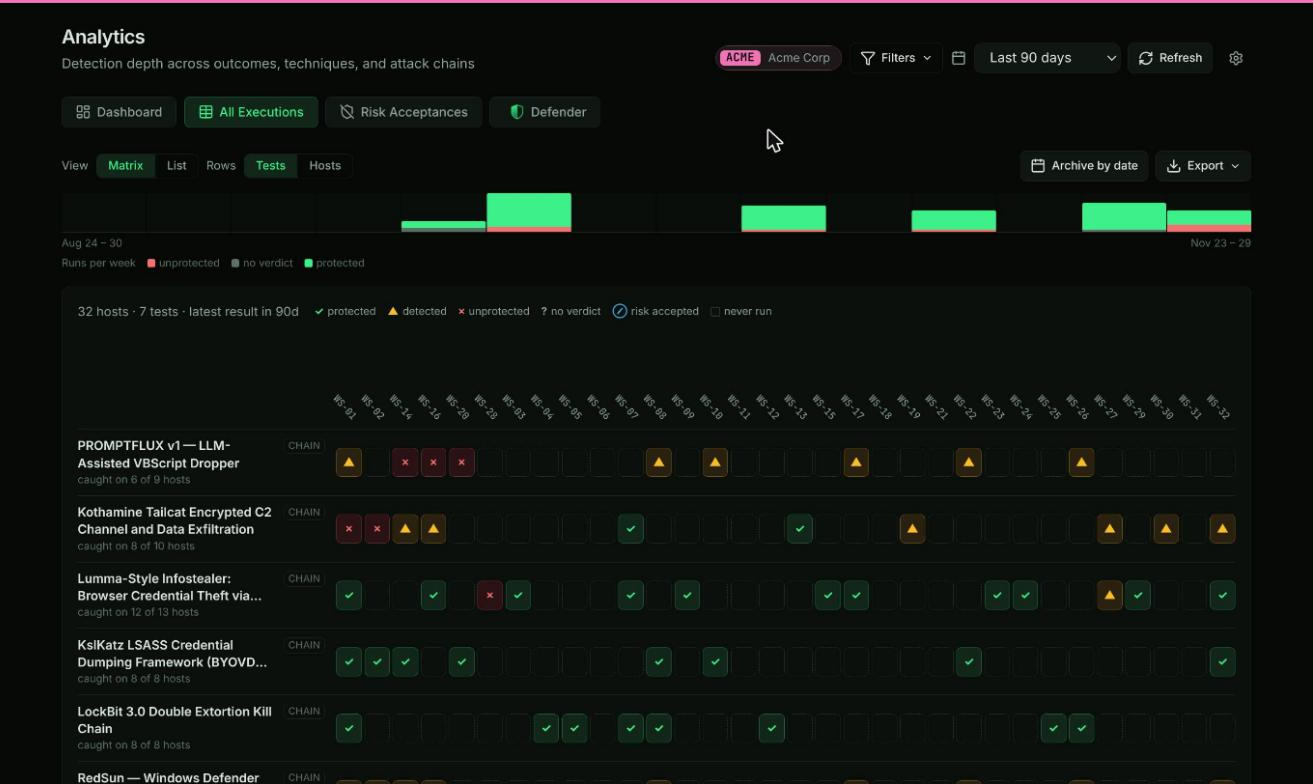 Analytics
Detection depth across outcomes, techniques, and attack chains
ACME Acme Corp
Filters
Last 90 days
Refresh
Dashboard
All Executions
Risk Acceptances
Defender
View Matrix List Rows Tests Hosts
Archive by date
Export
Aug 24 – 30
Nov 23 – 29
Runs per week unprotected no verdict protected
32 hosts · 7 tests · latest result in 90d
protected detected unprotected ? no verdict risk accepted never run
WS-01 WS-02 WS-14 WS-16 WS-20 WS-28 WS-03 WS-04 WS-05 WS-06 WS-07 WS-08 WS-09 WS-10 WS-11 WS-12 WS-13 WS-15 WS-17 WS-18 WS-19 WS-21 WS-22 WS-23 WS-24 WS-25 WS-26 WS-27 WS-29 WS-30 WS-31 WS-32
PROMPTFLUX v1 — LLM-
Assisted VBScript Dropper
CHAIN
caught on 6 of 9 hosts
Kothamine Tailcat Encrypted C2
Channel and Data Exfiltration
CHAIN
caught on 8 of 10 hosts
Lumma-Style Infostealer:
Browser Credential Theft via...
CHAIN
caught on 12 of 13 hosts
KslKatz LSASS Credential
Dumping Framework (BYOVD...
CHAIN
caught on 8 of 8 hosts
LockBit 3.0 Double Extortion Kill
Chain
CHAIN
caught on 8 of 8 hosts
RedSun — Windows Defender
CHAIN